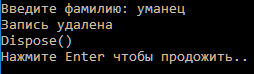 Введите фамилию: уманец
Запись удалена
Dispose()
Нажмите Enter чтобы продожить..